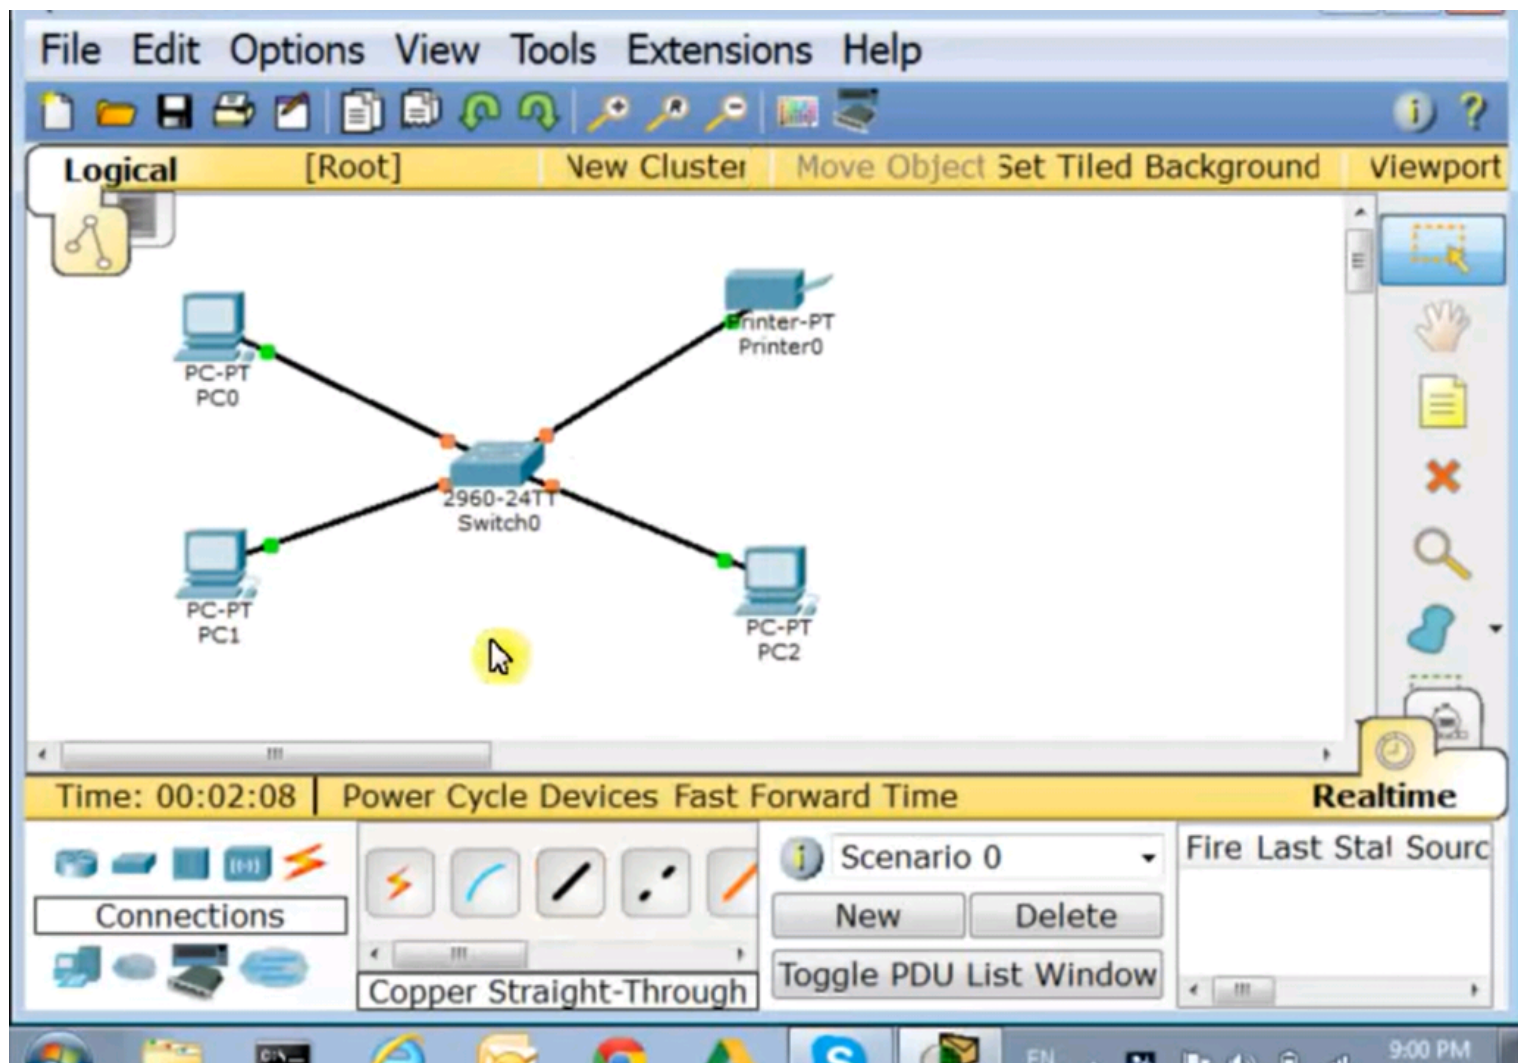 File Edit Options View Tools Extensions Help
Logical [Root] New Cluster Move Object Set Tiled Background Viewport
Printer-PT
Printer0
PC-PT
PC0
2960-24TT
Switch0
PC-PT
PC1
PC-PT
PC2
Time: 00:02:08 Power Cycle Devices Fast Forward Time Realtime
Scenario 0
Fire Last Stat Sourc
Connections
New Delete
Toggle PDU List Window
Copper Straight-Through
EN
9:00 PM